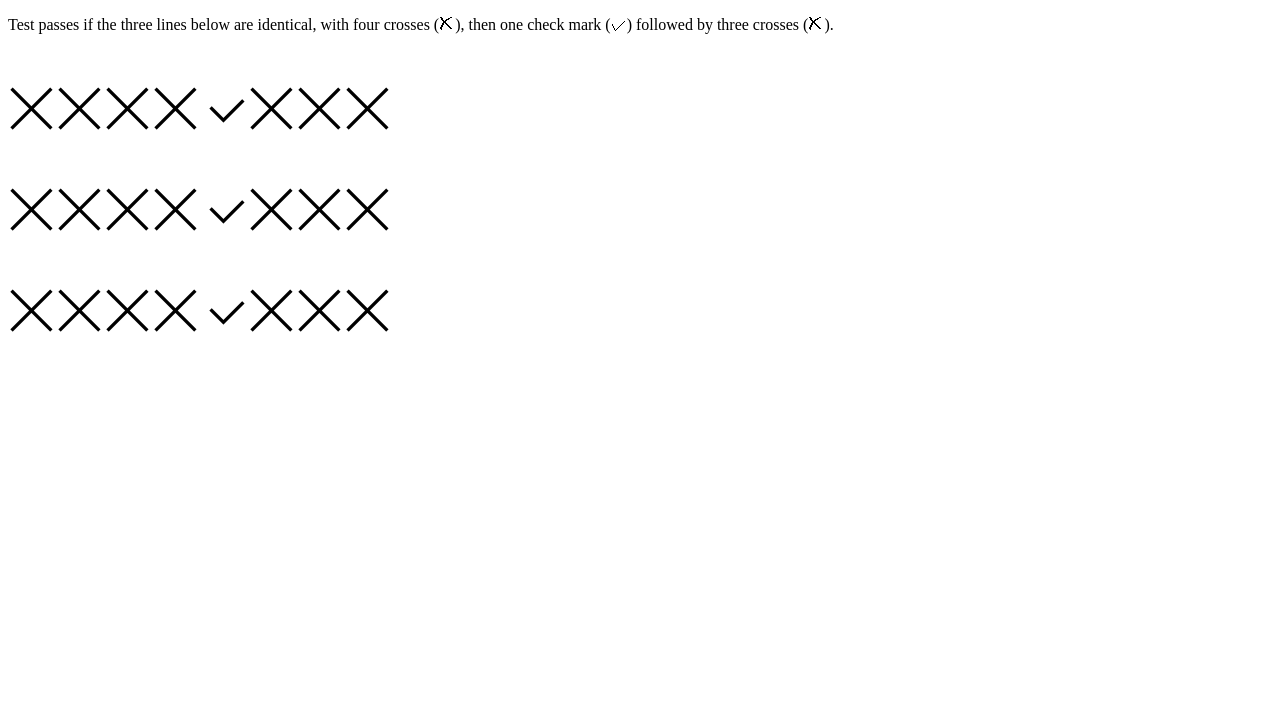 Test passes if the three lines below are identical, with four crosses (✗), then one check mark (✓) followed by three crosses (✗).
✗✗✗✗✓✗✗✗
✗✗✗✗✓✗✗✗
✗✗✗✗✓✗✗✗